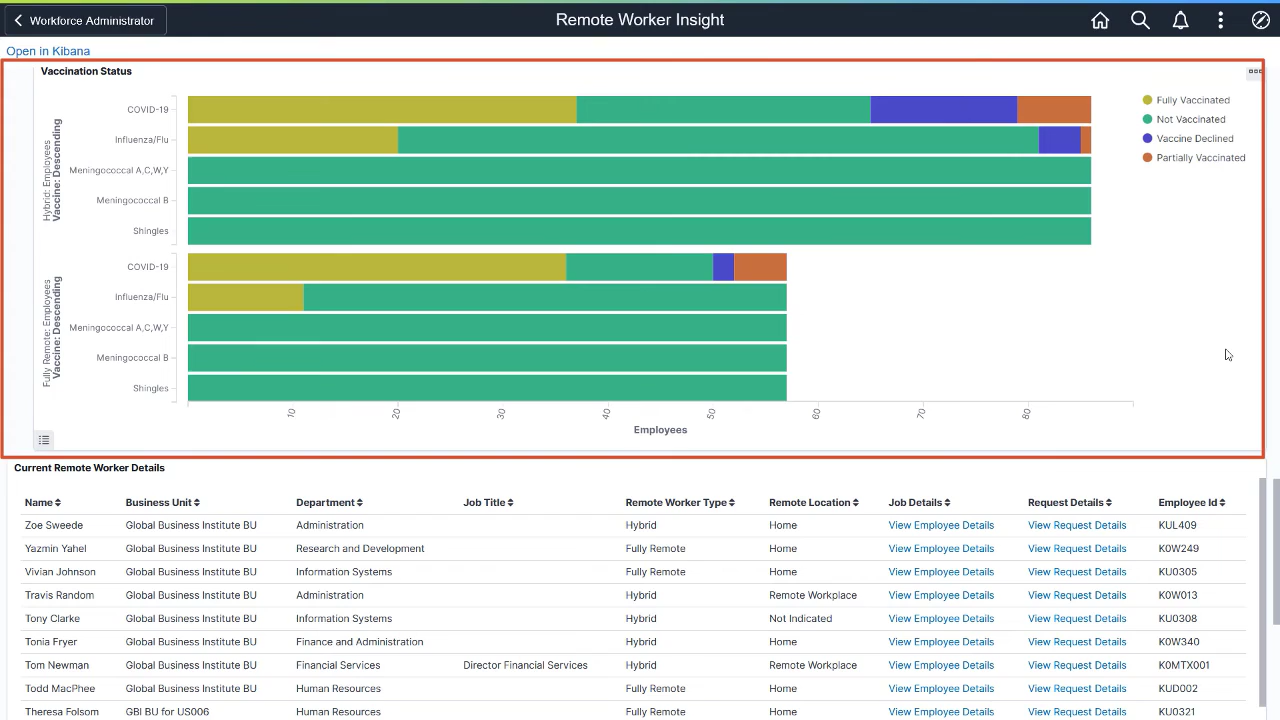 Workforce Administrator
Remote Worker Insight
Open in Kibana
Vaccination Status
Hybrid: Employees
Vaccine: Descending
COVID-19
Influenza/Flu
Meningococcal A,C,W,Y
Meningococcal B
Shingles
Fully Vaccinated
Not Vaccinated
Vaccine Declined
Partially Vaccinated
Fully Remote: Employees
Vaccine: Descending
COVID-19
Influenza/Flu
Meningococcal A,C,W,Y
Meningococcal B
Shingles
10 20 30 40 50 60 70 80
Employees
Current Remote Worker Details
Name Business Unit Department Job Title Remote Worker Type Remote Location Job Details Request Details Employee Id
Zoe Sweede Global Business Institute BU Administration Hybrid Home View Employee Details View Request Details KUL409
Yazmin Yahel Global Business Institute BU Research and Development Fully Remote Home View Employee Details View Request Details K0W249
Vivian Johnson Global Business Institute BU Information Systems Fully Remote Home View Employee Details View Request Details KU0305
Travis Random Global Business Institute BU Administration Hybrid Remote Workplace View Employee Details View Request Details K0W013
Tony Clarke Global Business Institute BU Information Systems Hybrid Not Indicated View Employee Details View Request Details KU0308
Tonia Fryer Global Business Institute BU Finance and Administration Hybrid Home View Employee Details View Request Details K0W340
Tom Newman Global Business Institute BU Financial Services Director Financial Services Hybrid Remote Workplace View Employee Details View Request Details K0MTX001
Todd MacPhee Global Business Institute BU Human Resources Fully Remote Home View Employee Details View Request Details KUD002
Theresa Folsom GBI BU for US006 Human Resources Fully Remote Home View Employee Details View Request Details KU0321